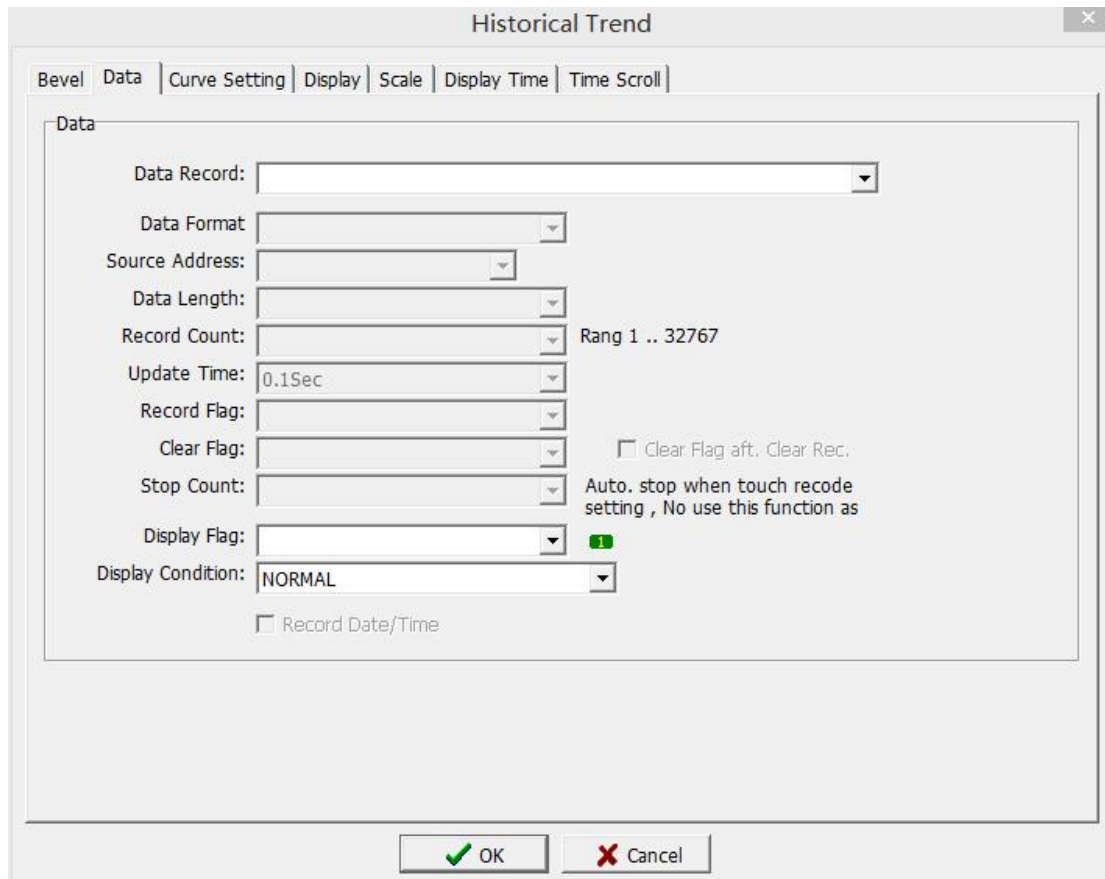 Historical Trend
Bevel Data Curve Setting Display Scale Display Time Time Scroll
Data
Data Record:
Data Format
Source Address:
Data Length:
Record Count: Rang 1 .. 32767
Update Time: 0.1Sec
Record Flag:
Clear Flag: Clear Flag aft. Clear Rec.
Stop Count: Auto. stop when touch recode
setting , No use this function as
Display Flag: 1
Display Condition: NORMAL
Record Date/Time
OK Cancel